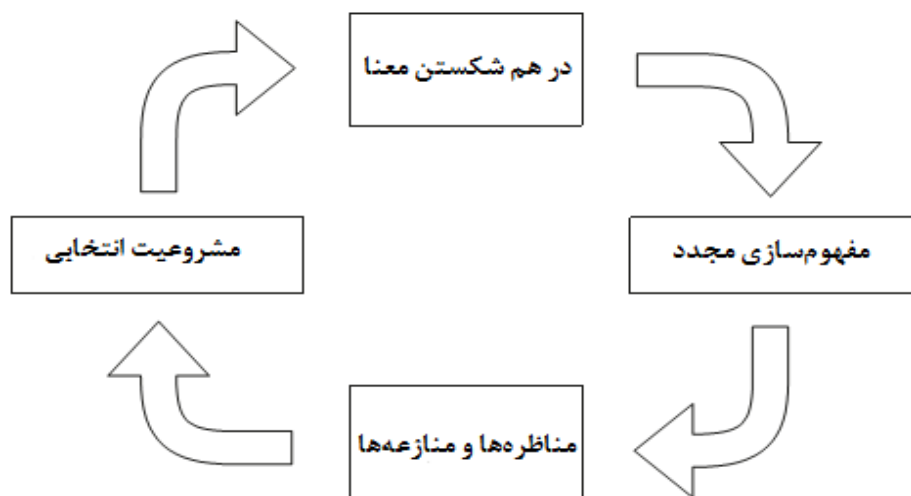 در هم شکستن معنا
مفهوم‌سازی مجدد
مشروعیت انتخابی
مناظره‌ها و منازعه‌ها